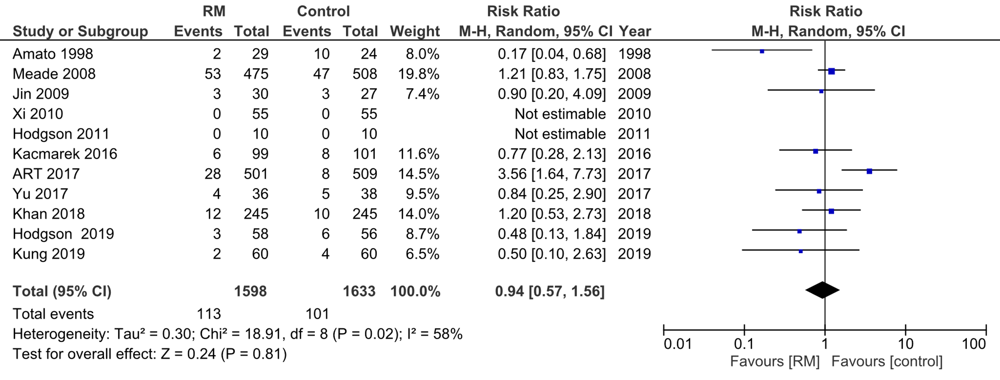 RM Control Risk Ratio Risk Ratio
Study or Subgroup Events Total Events Total Weight M-H, Random, 95% CI Year M-H, Random, 95% CI
Amato 1998 2 29 10 24 8.0% 0.17 [0.04, 0.68] 1998
Meade 2008 53 475 47 508 19.8% 1.21 [0.83, 1.75] 2008
Jin 2009 3 30 3 27 7.4% 0.90 [0.20, 4.09] 2009
Xi 2010 0 55 0 55 Not estimable 2010
Hodgson 2011 0 10 0 10 Not estimable 2011
Kacmarek 2016 6 99 8 101 11.6% 0.77 [0.28, 2.13] 2016
ART 2017 28 501 8 509 14.5% 3.56 [1.64, 7.73] 2017
Yu 2017 4 36 5 38 9.5% 0.84 [0.25, 2.90] 2017
Khan 2018 12 245 10 245 14.0% 1.20 [0.53, 2.73] 2018
Hodgson 2019 3 58 6 56 8.7% 0.48 [0.13, 1.84] 2019
Kung 2019 2 60 4 60 6.5% 0.50 [0.10, 2.63] 2019
Total (95% CI) 1598 1633 100.0% 0.94 [0.57, 1.56]
Total events 113 101
Heterogeneity: Tau² = 0.30; Chi² = 18.91, df = 8 (P = 0.02); I² = 58%
Test for overall effect: Z = 0.24 (P = 0.81)
0.01 0.1 1 10 100
Favours [RM] Favours [control]